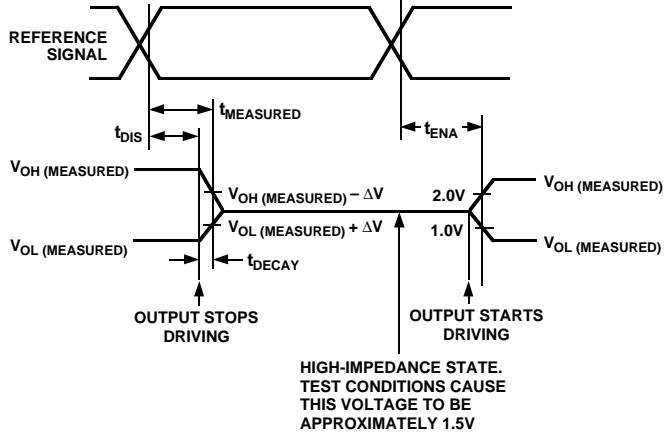 REFERENCE
SIGNAL
tMEASURED
tDIS
tENA
VOH (MEASURED)
VOH (MEASURED) – ΔV
2.0V
VOH (MEASURED)
VOL (MEASURED) + ΔV
1.0V
VOL (MEASURED)
VOL (MEASURED)
tDECAY
OUTPUT STOPS
DRIVING
OUTPUT STARTS
DRIVING
HIGH-IMPEDANCE STATE.
TEST CONDITIONS CAUSE
THIS VOLTAGE TO BE
APPROXIMATELY 1.5V